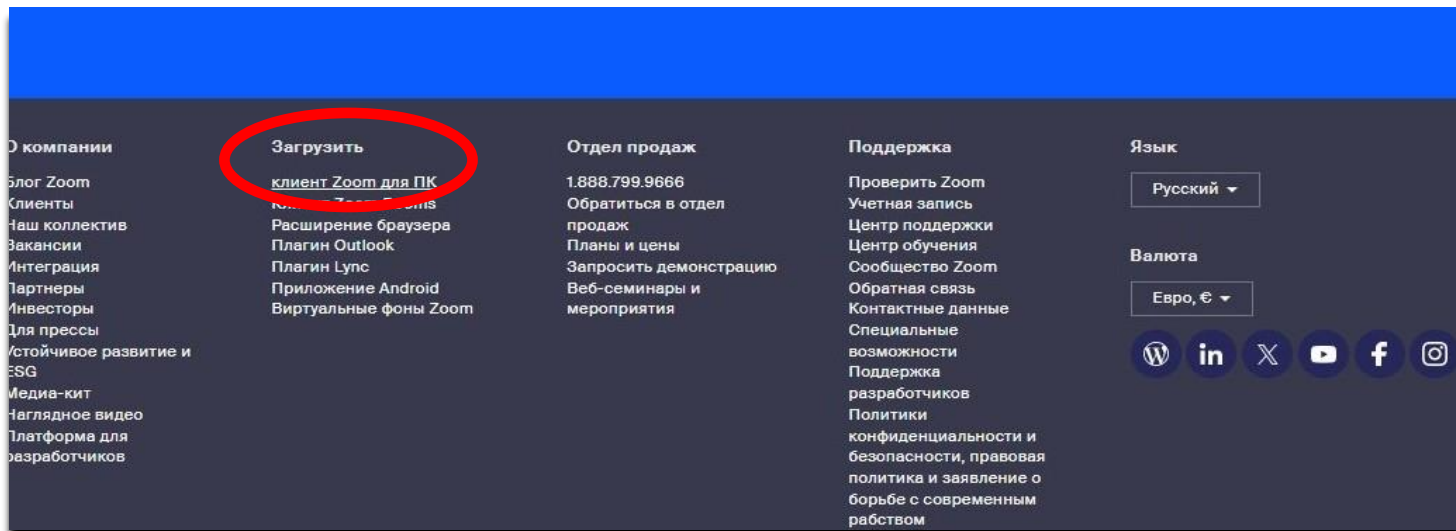 О компании
Блог Zoom
Клиенты
Наш коллектив
Вакансии
Интеграция
Партнеры
Инвесторы
Для прессы
Устойчивое развитие и
ESG
Медиа-кит
Наглядное видео
Платформа для
разработчиков
Загрузить
клиент Zoom для ПК
Клиент Zoom Rooms
Расширение браузера
Плагин Outlook
Плагин Lync
Приложение Android
Виртуальные фоны Zoom
Отдел продаж
1.888.799.9666
Обратиться в отдел
продаж
Планы и цены
Запросить демонстрацию
Веб-семинары и
мероприятия
Поддержка
Проверить Zoom
Учетная запись
Центр поддержки
Центр обучения
Сообщество Zoom
Обратная связь
Контактные данные
Специальные
возможности
Поддержка
разработчиков
Политики
конфиденциальности и
безопасности, правовая
политика и заявление о
борьбе с современным
рабством
Язык
Русский
Валюта
Евро, €